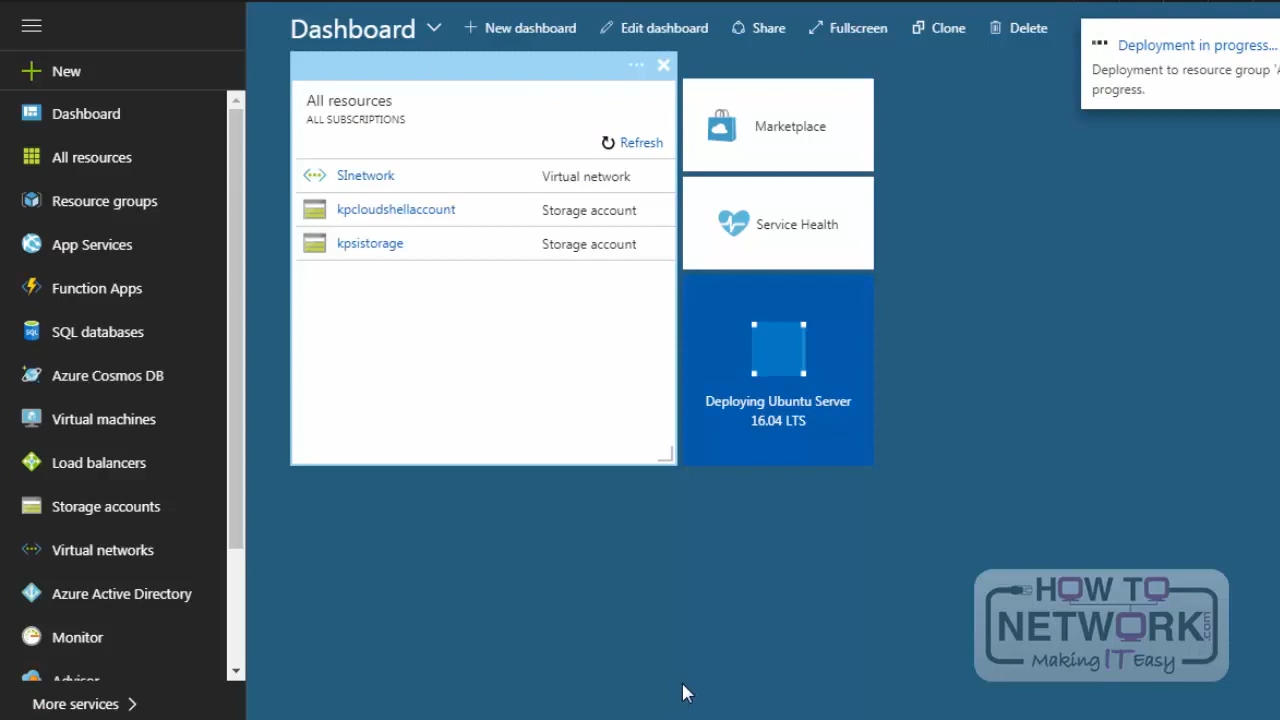 Dashboard
New dashboard
Edit dashboard
Share
Fullscreen
Clone
Delete
Deployment in progress...
Deployment to resource group 'A
progress.
New
Dashboard
All resources
Resource groups
App Services
Function Apps
SQL databases
Azure Cosmos DB
Virtual machines
Load balancers
Storage accounts
Virtual networks
Azure Active Directory
Monitor
Advisor
More services
All resources
ALL SUBSCRIPTIONS
Refresh
SInetwork Virtual network
kpcloudshellaccount Storage account
kpsistorage Storage account
Marketplace
Service Health
Deploying Ubuntu Server
16.04 LTS
HOW TO
NETWORK.com
Making IT Easy